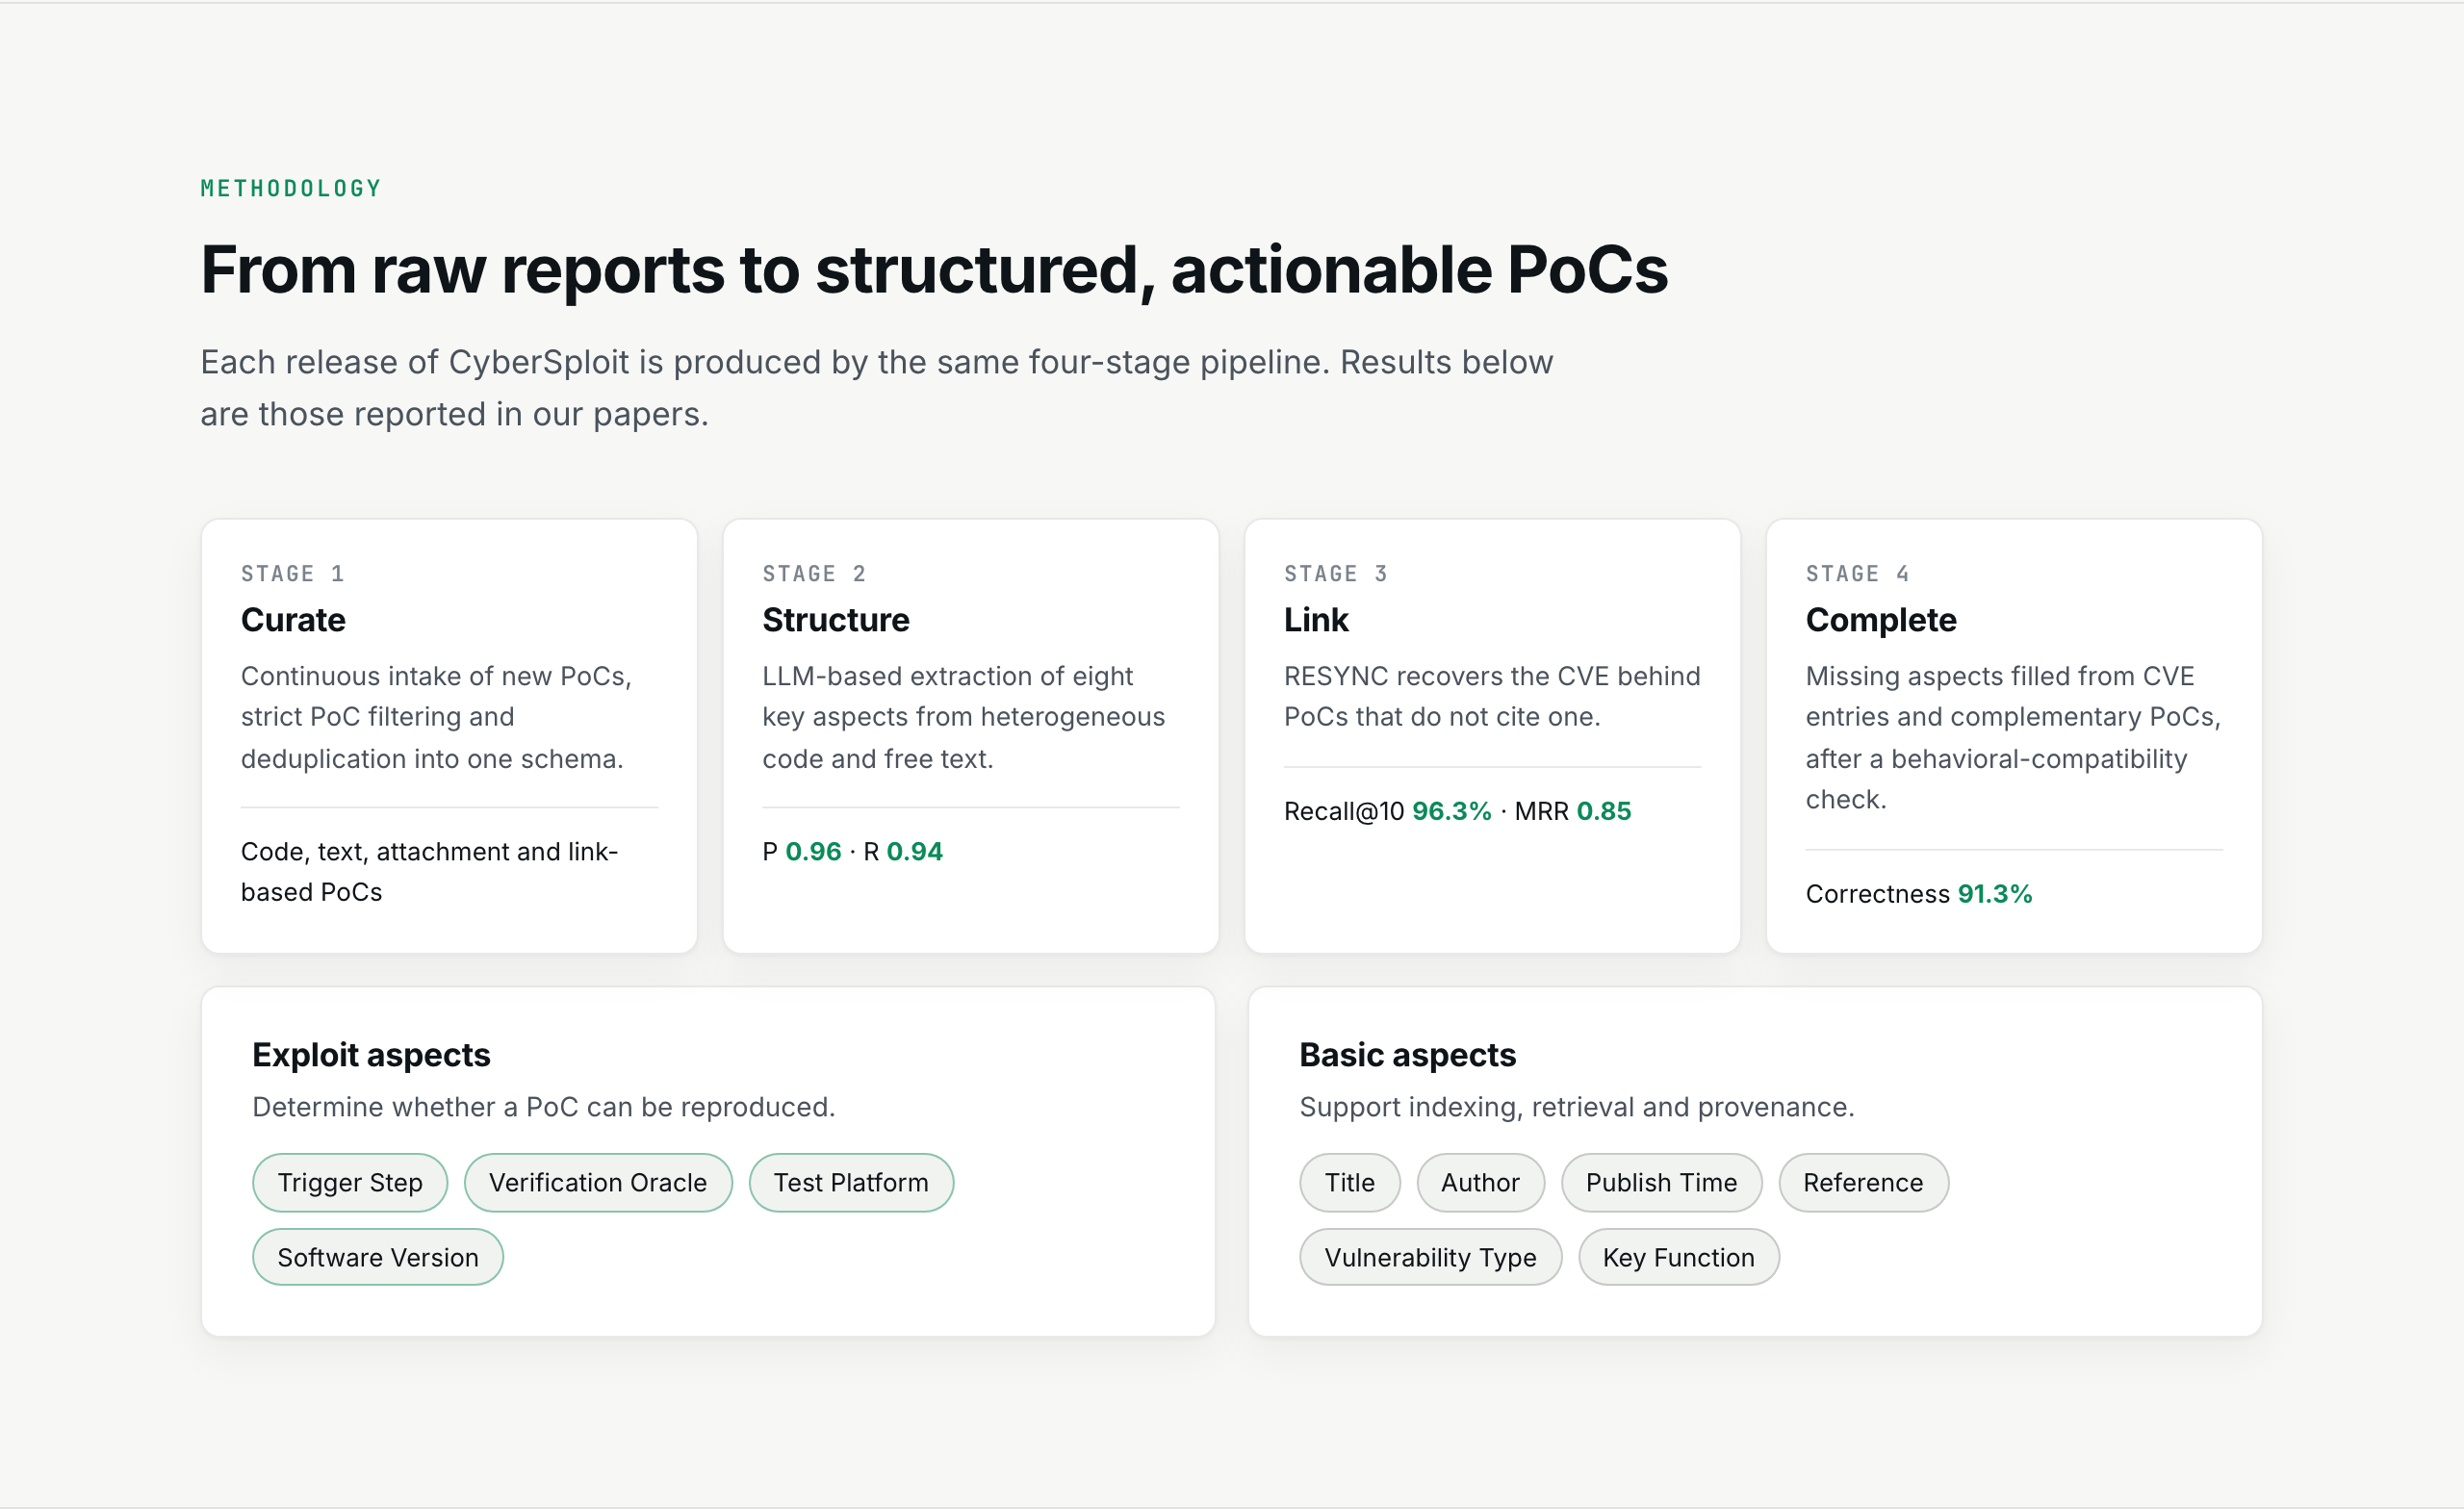 METHODOLOGY
From raw reports to structured, actionable PoCs
Each release of CyberSploit is produced by the same four-stage pipeline. Results below
are those reported in our papers.
STAGE 1
Curate
Continuous intake of new PoCs,
strict PoC filtering and
deduplication into one schema.
Code, text, attachment and link-
based PoCs
STAGE 2
Structure
LLM-based extraction of eight
key aspects from heterogeneous
code and free text.
P 0.96 · R 0.94
STAGE 3
Link
RESYNC recovers the CVE behind
PoCs that do not cite one.
Recall@10 96.3% · MRR 0.85
STAGE 4
Complete
Missing aspects filled from CVE
entries and complementary PoCs,
after a behavioral-compatibility
check.
Correctness 91.3%
Exploit aspects
Determine whether a PoC can be reproduced.
Trigger Step Verification Oracle Test Platform
Software Version
Basic aspects
Support indexing, retrieval and provenance.
Title Author Publish Time Reference
Vulnerability Type Key Function